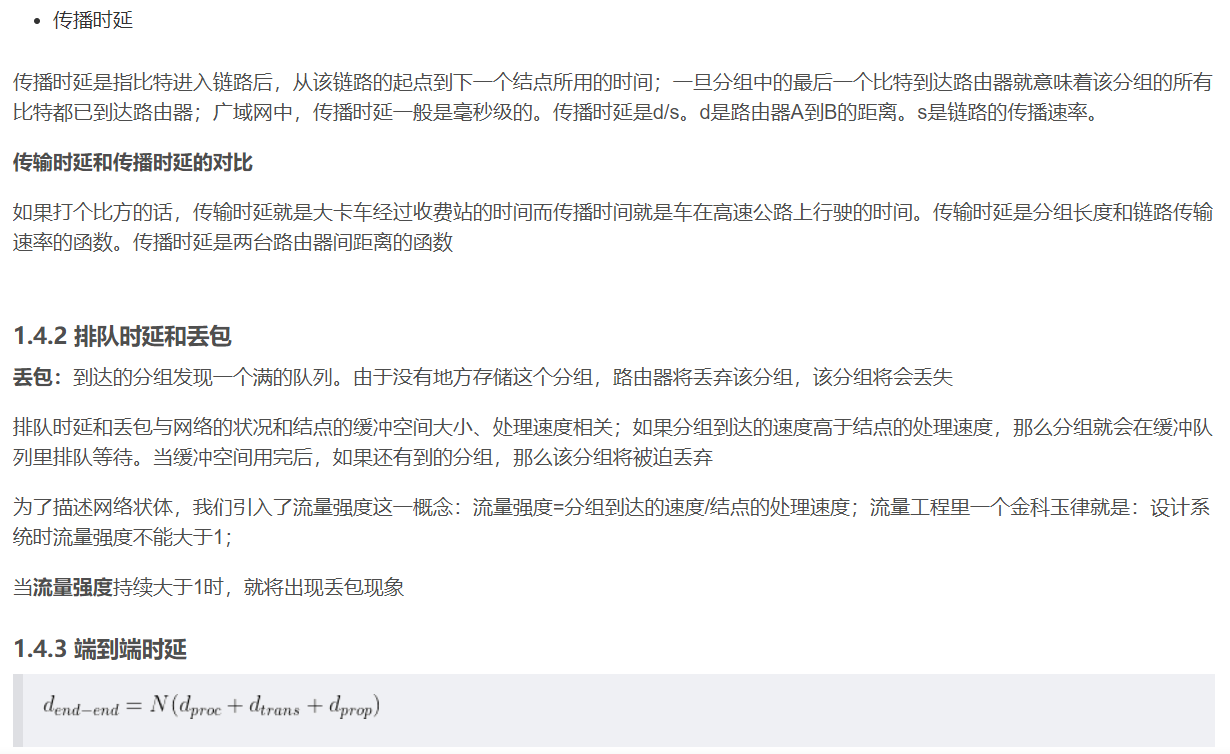 • 传播时延
传播时延是指比特进入链路后，从该链路的起点到下一个结点所用的时间；一旦分组中的最后一个比特到达路由器就意味着该分组的所有
比特都已到达路由器；广域网中，传播时延一般是毫秒级的。传播时延是d/s。d是路由器A到B的距离。s是链路的传播速率。
传输时延和传播时延的对比
如果打个比方的话，传输时延就是大卡车经过收费站的时间而传播时间就是车在高速公路上行驶的时间。传输时延是分组长度和链路传输
速率的函数。传播时延是两台路由器间距离的函数
1.4.2 排队时延和丢包
丢包：到达的分组发现一个满的队列。由于没有地方存储这个分组，路由器将丢弃该分组，该分组将会丢失
排队时延和丢包与网络的状况和结点的缓冲空间大小、处理速度相关；如果分组到达的速度高于结点的处理速度，那么分组就会在缓冲队
列里排队等待。当缓冲空间用完后，如果还有到的分组，那么该分组将被迫丢弃
为了描述网络状体，我们引入了流量强度这一概念：流量强度=分组到达的速度/结点的处理速度；流量工程里一个金科玉律就是：设计系
统时流量强度不能大于1；
当流量强度持续大于1时，就将出现丢包现象
1.4.3 端到端时延
d_{end-end} = N(d_{proc} + d_{trans} + d_{prop})